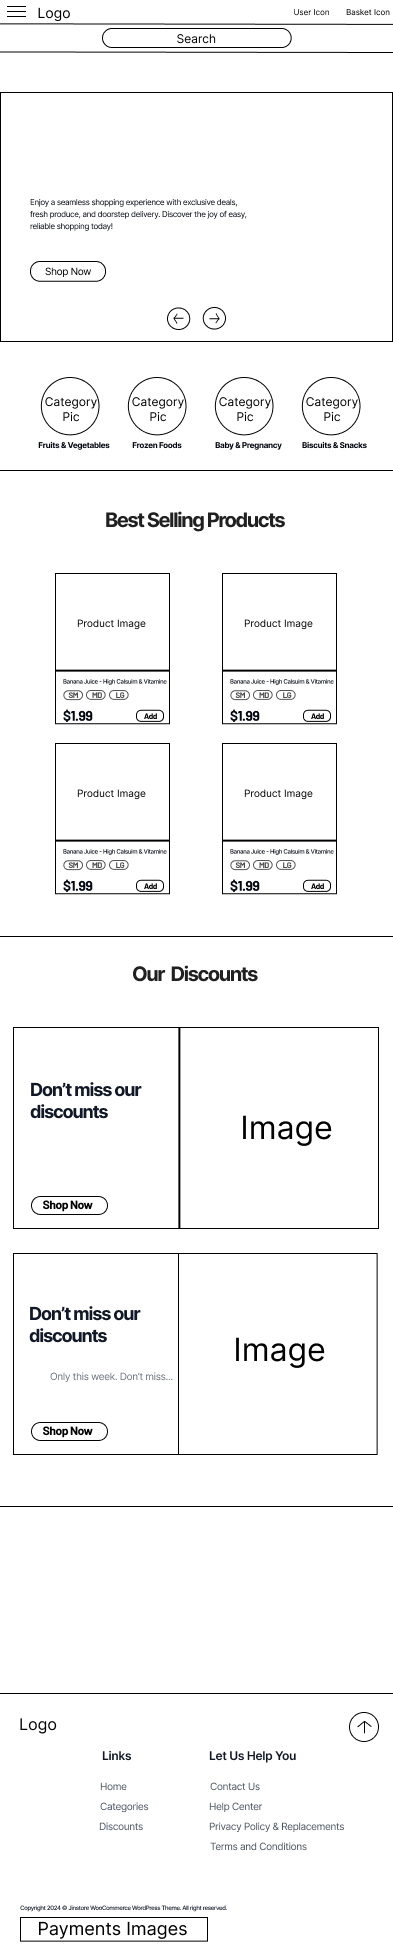 Logo
User Icon
Basket Icon
Search
Enjoy a seamless shopping experience with exclusive deals,
fresh produce, and doorstep delivery. Discover the joy of easy,
reliable shopping today!
Shop Now
Category
Pic
Category
Pic
Category
Pic
Category
Pic
Fruits & Vegetables
Frozen Foods
Baby & Pregnancy
Biscuits & Snacks
Best Selling Products
Product Image
Banana Juice - High Calsuim & Vitamine
SM MD LG
$1.99 Add
Product Image
Banana Juice - High Calsuim & Vitamine
SM MD LG
$1.99 Add
Product Image
Banana Juice - High Calsuim & Vitamine
SM MD LG
$1.99 Add
Product Image
Banana Juice - High Calsuim & Vitamine
SM MD LG
$1.99 Add
Our Discounts
Don't miss our
discounts
Shop Now
Image
Don't miss our
discounts
Only this week. Don't miss...
Shop Now
Image
Logo
Links
Home
Categories
Discounts
Let Us Help You
Contact Us
Help Center
Privacy Policy & Replacements
Terms and Conditions
Copyright 2024 © Jinstore WooCommerce WordPress Theme. All right reserved.
Payments Images